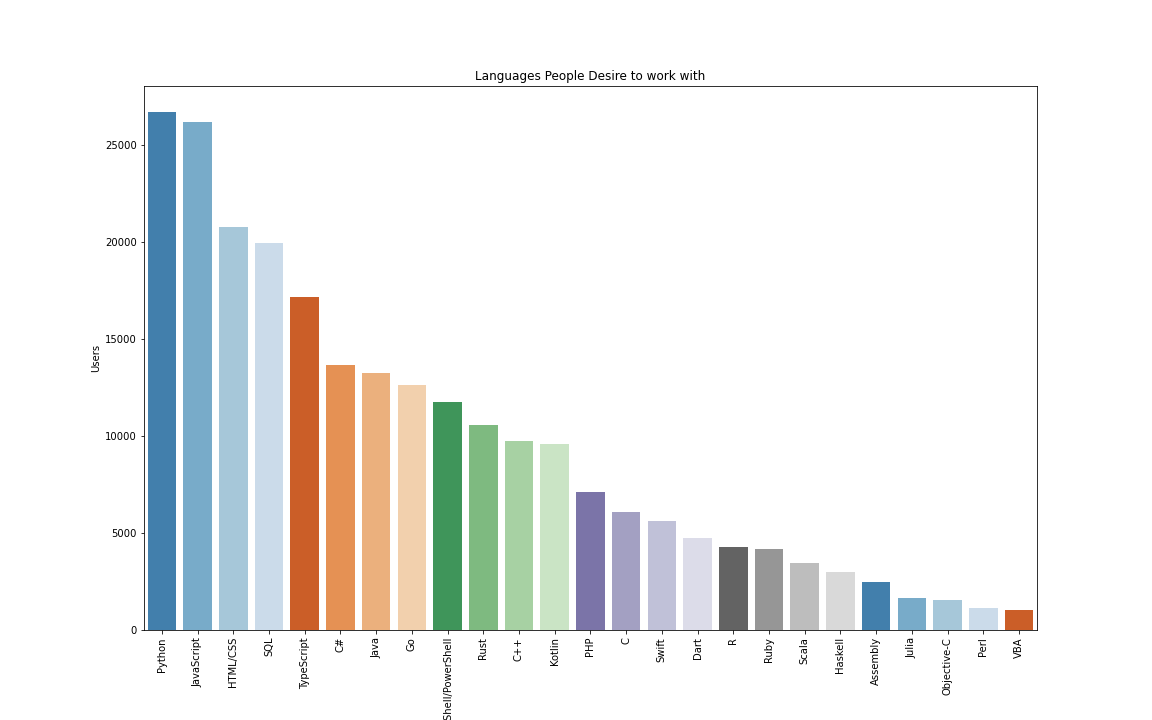 Languages People Desire to work with
25000
20000
15000
10000
5000
0
Users
Python
JavaScript
HTML/CSS
SQL
TypeScript
C#
Java
Go
Shell/PowerShell
Rust
C++
Kotlin
PHP
C
Swift
Dart
R
Ruby
Scala
Haskell
Assembly
Julia
Objective-C
Perl
VBA